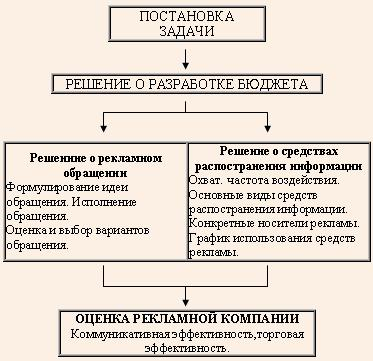 ПОСТАНОВКА
ЗАДАЧИ
РЕШЕНИЕ О РАЗРАБОТКЕ БЮДЖЕТА
Решенине о рекламном
обращении
Формулирование идеи
обращения. Исполнение
обращения.
Оценка и выбор вариантов
обращения.
Решение о средствах
распостранения информации
Охват. частота воздействия.
Основные виды средств
распостранения информации.
Конкретные носители рекламы.
График использования средств
рекламы.
ОЦЕНКА РЕКЛАМНОЙ КОМПАНИИ
Коммуникативная эффективность,торговая
эффективность.